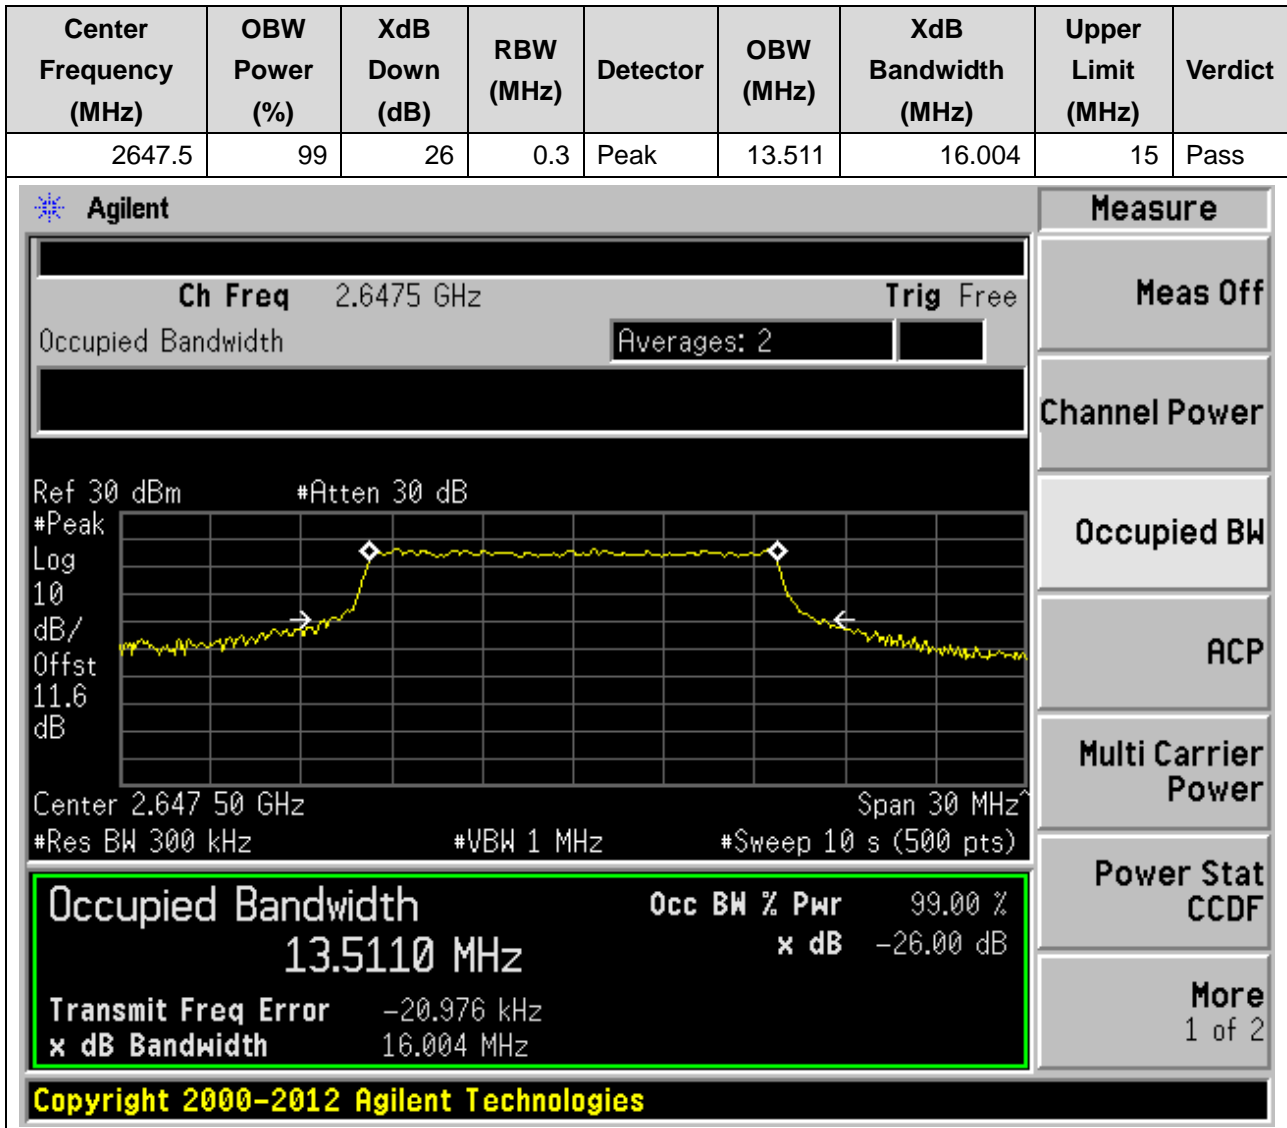 Center Frequency (MHz) OBW Power (%) XdB Down (dB) RBW (MHz) Detector OBW (MHz) XdB Bandwidth (MHz) Upper Limit (MHz) Verdict
2647.5 99 26 0.3 Peak 13.511 16.004 15 Pass
Agilent
Measure
Ch Freq 2.6475 GHz Trig Free
Meas Off
Occupied Bandwidth Averages: 2
Channel Power
Ref 30 dBm #Atten 30 dB
#Peak
Log
10
dB/
Offst
11.6
dB
Occupied BW
ACP
Multi Carrier
Power
Center 2.647 50 GHz Span 30 MHz^
#Res BW 300 kHz #VBW 1 MHz #Sweep 10 s (500 pts)
Power Stat
CCDF
Occupied Bandwidth Occ BW % Pwr 99.00 %
13.5110 MHz x dB -26.00 dB
Transmit Freq Error -20.976 kHz
x dB Bandwidth 16.004 MHz
More
1 of 2
Copyright 2000-2012 Agilent Technologies